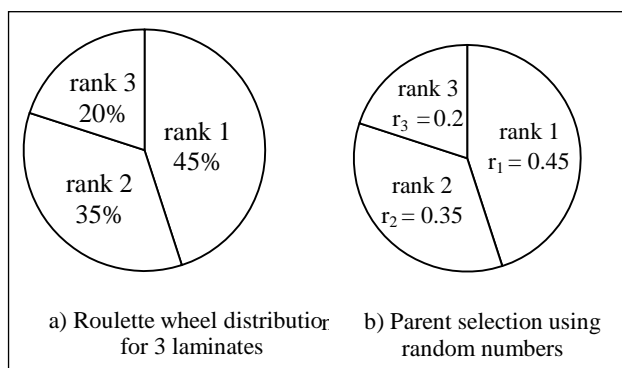 rank 3
20%
rank 1
45%
rank 2
35%
a) Roulette wheel distribution
for 3 laminates
rank 3
r₃ = 0.2
rank 1
r₁ = 0.45
rank 2
r₂ = 0.35
b) Parent selection using
random numbers